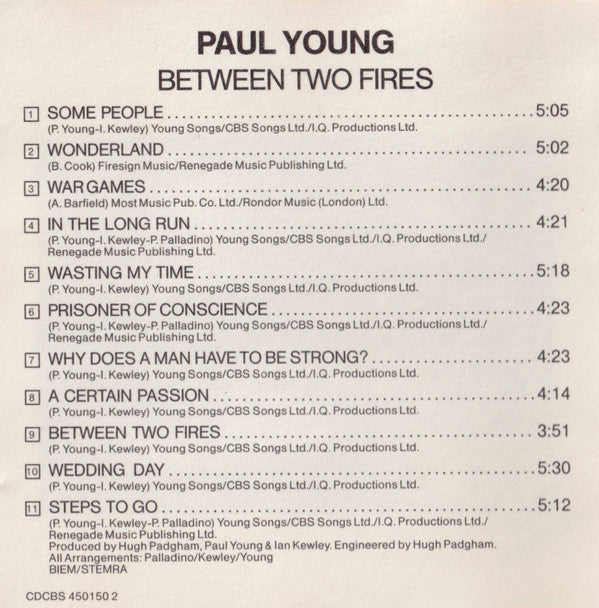 PAUL YOUNG
BETWEEN TWO FIRES
1 SOME PEOPLE 5:05
(P. Young-I. Kewley) Young Songs/CBS Songs Ltd./I.Q. Productions Ltd.
2 WONDERLAND 5:02
(B. Cook) Firesign Music/Renegade Music Publishing Ltd.
3 WAR GAMES 4:20
(A. Barfield) Most Music Pub. Co. Ltd./Rondor Music (London) Ltd.
4 IN THE LONG RUN 4:21
(P. Young-I. Kewley-P. Palladino) Young Songs/CBS Songs Ltd./I.Q. Productions Ltd./
Renegade Music Publishing Ltd.
5 WASTING MY TIME 5:18
(P. Young-I. Kewley) Young Songs/CBS Songs Ltd./I.Q. Productions Ltd.
6 PRISONER OF CONSCIENCE 4:23
(P. Young-I. Kewley-P. Palladino) Young Songs/CBS Songs Ltd./I.Q. Productions Ltd./
Renegade Music Publishing Ltd.
7 WHY DOES A MAN HAVE TO BE STRONG? 4:23
(P. Young-I. Kewley) Young Songs/CBS Songs Ltd./I.Q. Productions Ltd.
8 A CERTAIN PASSION 4:14
(P. Young-I. Kewley) Young Songs/CBS Songs Ltd./I.Q. Productions Ltd.
9 BETWEEN TWO FIRES 3:51
(P. Young-I. Kewley) Young Songs/CBS Songs Ltd./I.Q. Productions Ltd.
10 WEDDING DAY 5:30
(P. Young-I. Kewley) Young Songs/CBS Songs Ltd./I.Q. Productions Ltd.
11 STEPS TO GO 5:12
(P. Young-I. Kewley-P. Palladino) Young Songs/CBS Songs Ltd./I.Q. Productions Ltd./
Renegade Music Publishing Ltd.
Produced by Hugh Padgham, Paul Young & Ian Kewley. Engineered by Hugh Padgham.
All Arrangements: Palladino/Kewley/Young
BIEM/STEMRA
CDCBS 450150 2